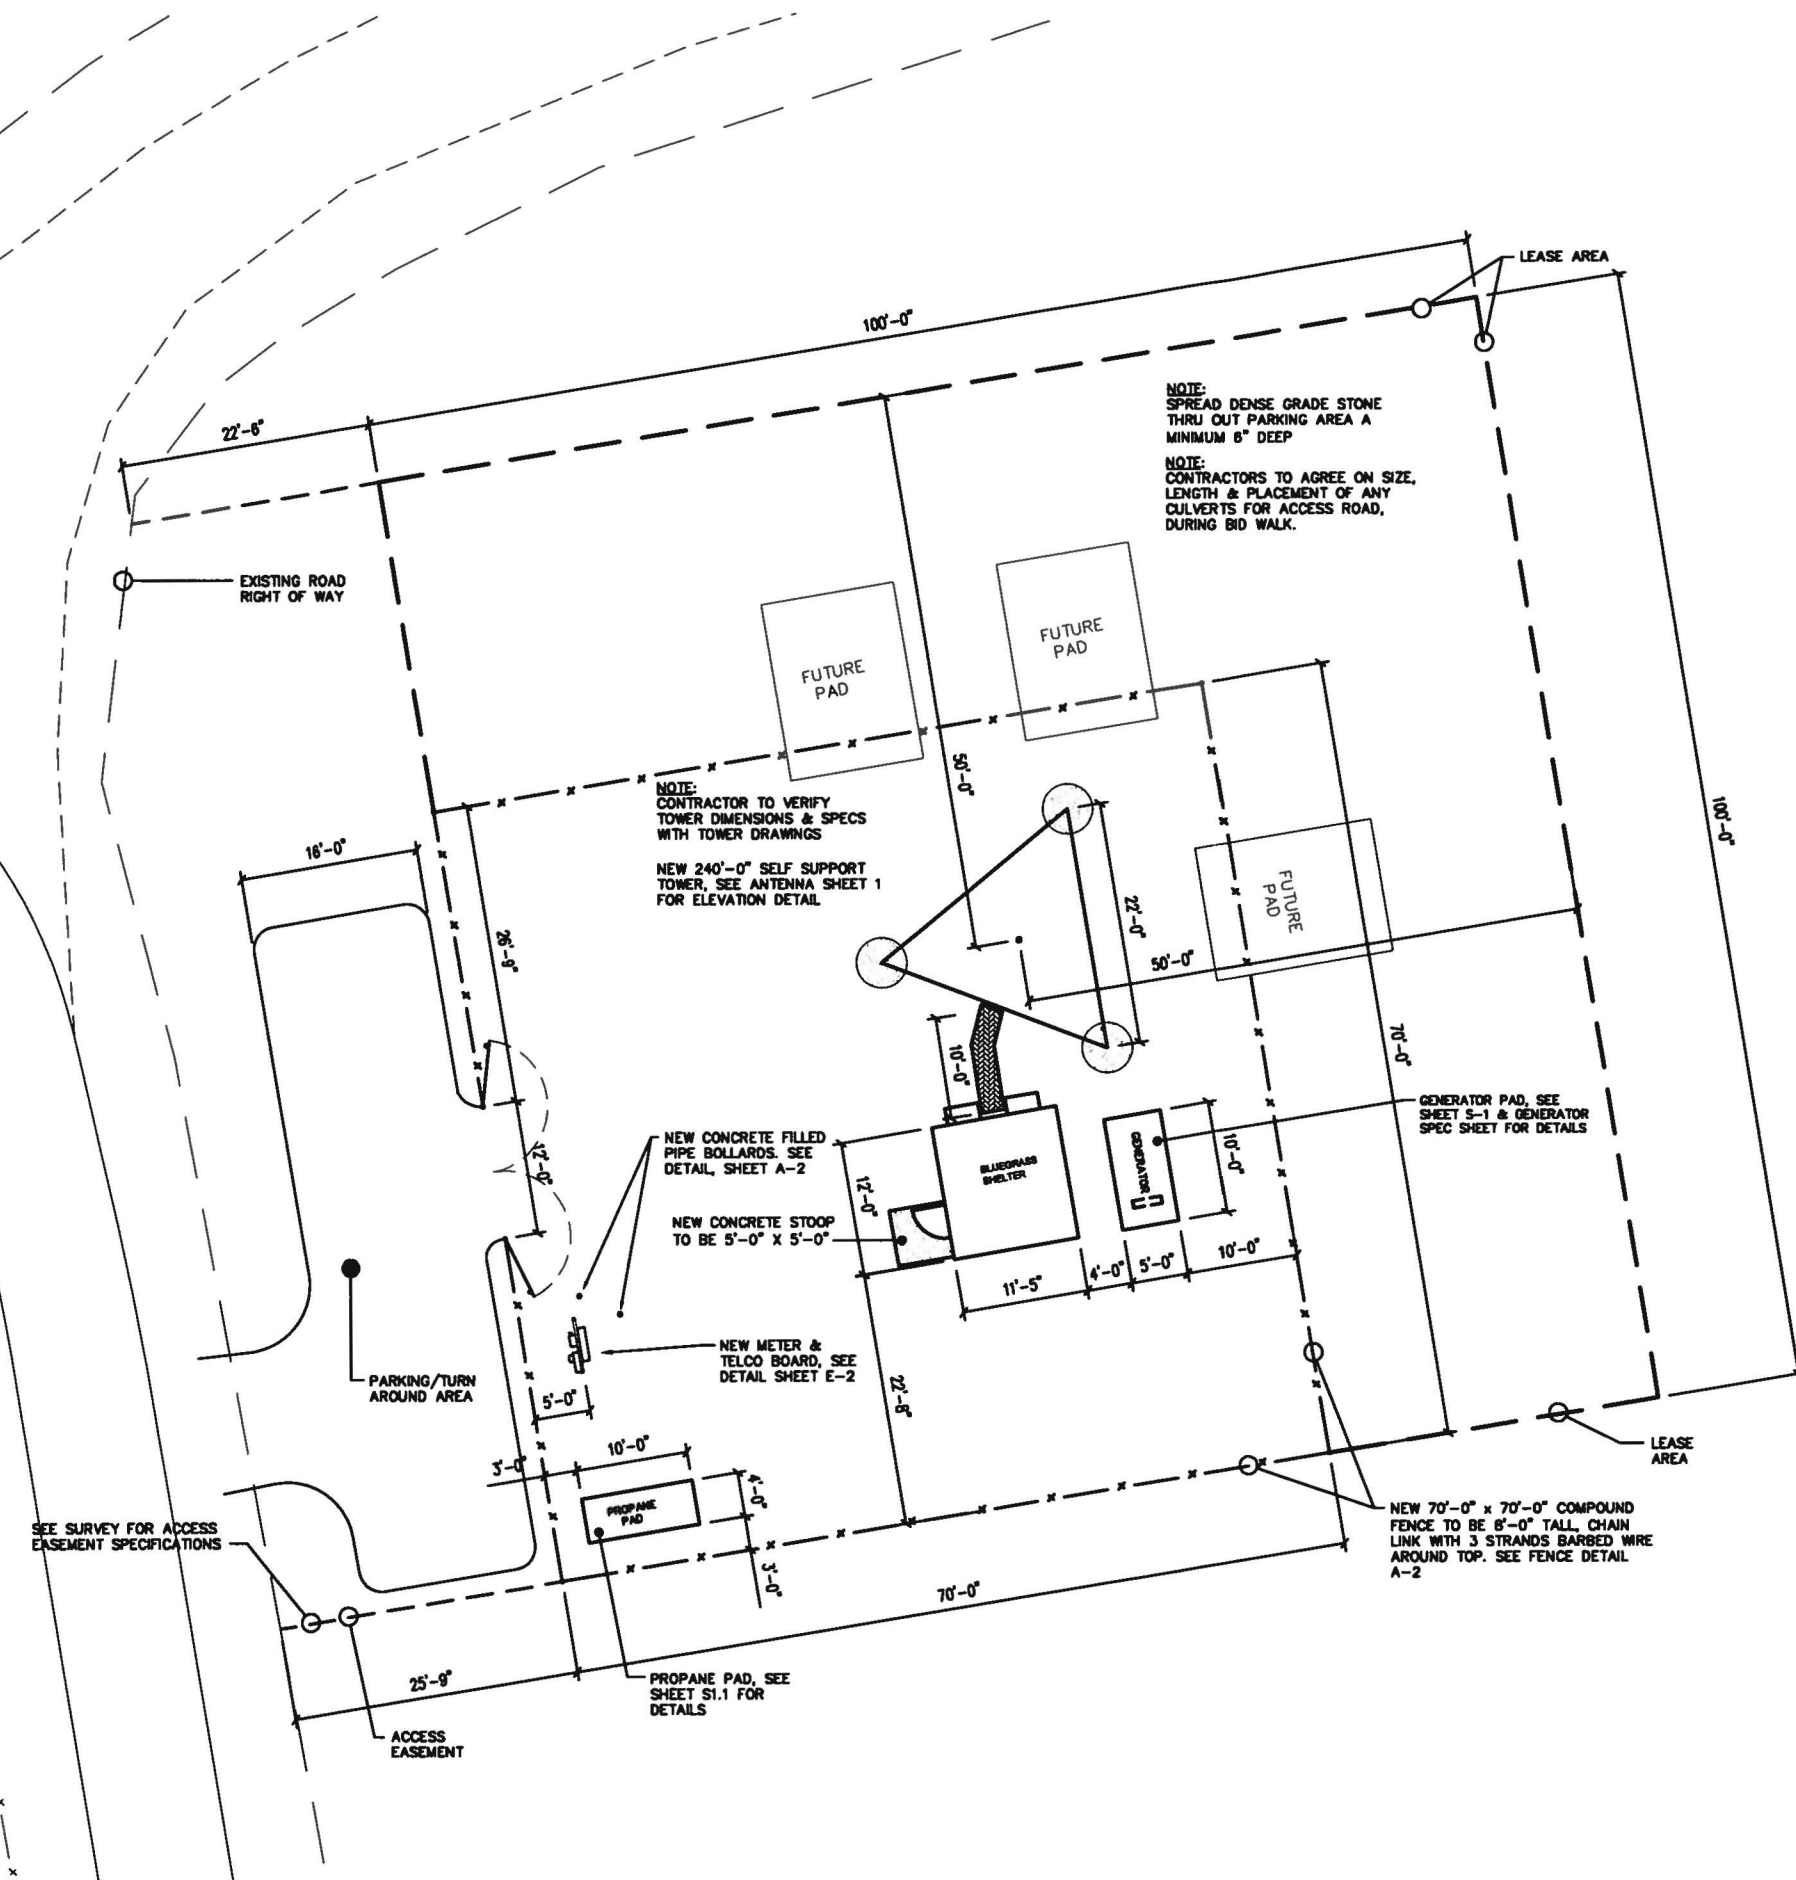 LEASE AREA
100'-0"
22'-6"
NOTE:
SPREAD DENSE GRADE STONE
THRU OUT PARKING AREA A
MINIMUM 6" DEEP
NOTE:
CONTRACTORS TO AGREE ON SIZE,
LENGTH & PLACEMENT OF ANY
CULVERTS FOR ACCESS ROAD,
DURING BID WALK.
EXISTING ROAD
RIGHT OF WAY
FUTURE
PAD
FUTURE
PAD
50'-0"
NOTE:
CONTRACTOR TO VERIFY
TOWER DIMENSIONS & SPECS
WITH TOWER DRAWINGS
NEW 240'-0" SELF SUPPORT
TOWER, SEE ANTENNA SHEET 1
FOR ELEVATION DETAIL
100'-0"
16'-0"
26'-9"
22'-0"
FUTURE
PAD
50'-0"
70'-0"
10'-0"
GENERATOR PAD, SEE
SHEET S-1 & GENERATOR
SPEC SHEET FOR DETAILS
NEW CONCRETE FILLED
PIPE BOLLARDS. SEE
DETAIL, SHEET A-2
12'-0"
12'-0"
BLUEGRASS
SHELTER
GENERATOR
10'-0"
NEW CONCRETE STOOP
TO BE 5'-0" X 5'-0"
11'-5"
4'-0"
5'-0"
10'-0"
NEW METER &
TELCO BOARD, SEE
DETAIL SHEET E-2
PARKING/TURN
AROUND AREA
5'-0"
22'-8"
3'-0"
10'-0"
4'-0"
PROPANE
PAD
3'-0"
LEASE
AREA
SEE SURVEY FOR ACCESS
EASEMENT SPECIFICATIONS
NEW 70'-0" x 70'-0" COMPOUND
FENCE TO BE 6'-0" TALL, CHAIN
LINK WITH 3 STRANDS BARBED WIRE
AROUND TOP. SEE FENCE DETAIL
A-2
70'-0"
25'-9"
PROPANE PAD, SEE
SHEET S1.1 FOR
DETAILS
ACCESS
EASEMENT